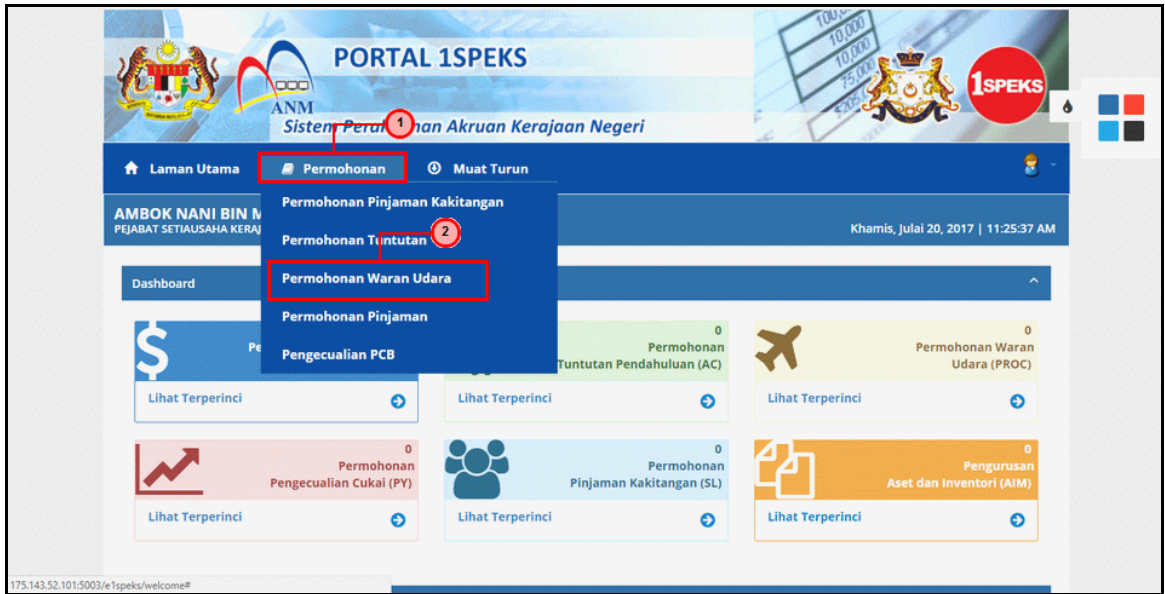 PORTAL 1SPEKS
ANM
Sistem Akruan Kerajaan Negeri
1SPEKS
1
Laman Utama
Permohonan
Muat Turun
Permohonan Pinjaman Kakitangan
Permohonan Tuntutan
2
Permohonan Waran Udara
Permohonan Pinjaman
Pengecualian PCB
AMBOK NANI BIN
PEJABAT SETIAUSAHA
Khamis, Julai 20, 2017 | 11:25:37 AM
Dashboard
Lihat Terperinci
0
Permohonan
Tuntutan Pendahuluan (AC)
Lihat Terperinci
0
Permohonan Waran
Udara (PROC)
Lihat Terperinci
0
Permohonan
Pengecualian Cukai (PY)
Lihat Terperinci
0
Permohonan
Pinjaman Kakitangan (SL)
Lihat Terperinci
0
Pengurusan
Aset dan Inventori (AIM)
Lihat Terperinci
175.143.52.101:5003/e1speks/welcome#